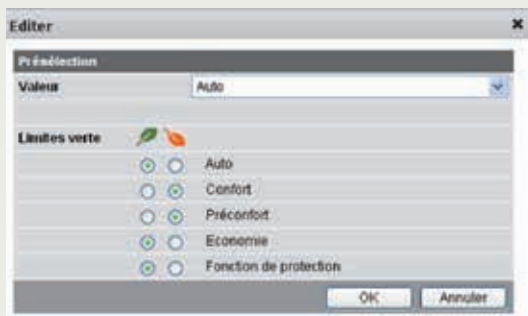 Editer
Présélection
Valeur Auto
Limites verte
Auto
Confort
Préconfort
Economie
Fonction de protection
OK Annuler